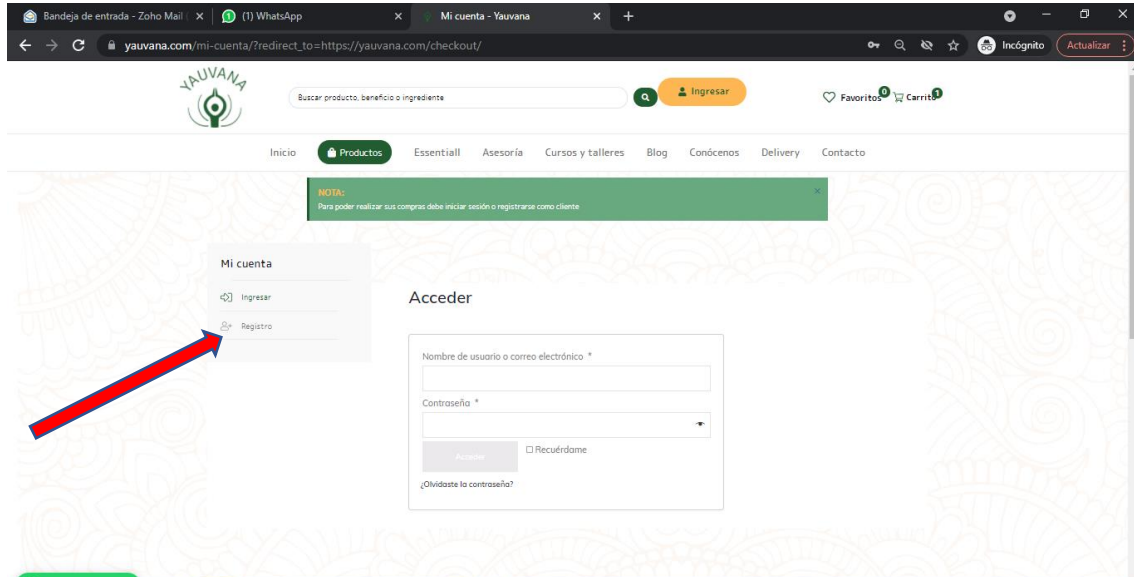 Bandeja de entrada - Zoho Mail
(1) WhatsApp
Mi cuenta - Yauvana
yauvana.com/mi-cuenta/?redirect_to=https://yauvana.com/checkout/
Incógnito
Actualizar
YAUVANA
Buscar producto, beneficio o ingrediente
Ingresar
Favoritos 0
Carrito 1
Inicio Productos Essentiall Asesoría Cursos y talleres Blog Conócenos Delivery Contacto
NOTA:
Para poder realizar sus compras debe iniciar sesión o registrarse como cliente
×
Mi cuenta
Ingresar
Registro
Acceder
Nombre de usuario o correo electrónico *
Contraseña *
Acceder
Recuérdame
¿Olvidaste la contraseña?